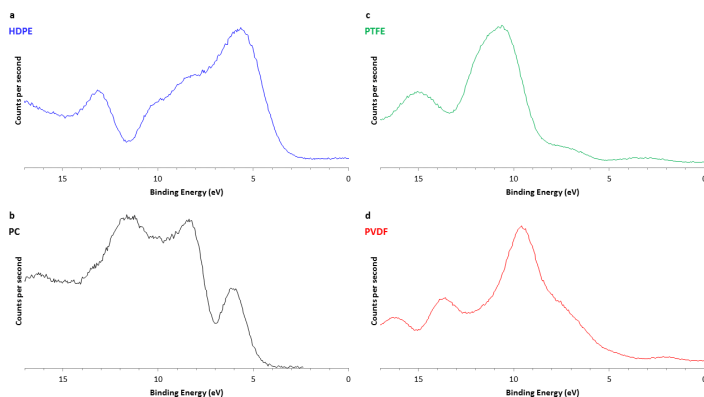 a
HDPE
Counts per second
15
10
5
0
Binding Energy (eV)
c
PTFE
Counts per second
15
10
5
0
Binding Energy (eV)
b
PC
Counts per second
15
10
5
0
Binding Energy (eV)
d
PVDF
Counts per second
15
10
5
0
Binding Energy (eV)